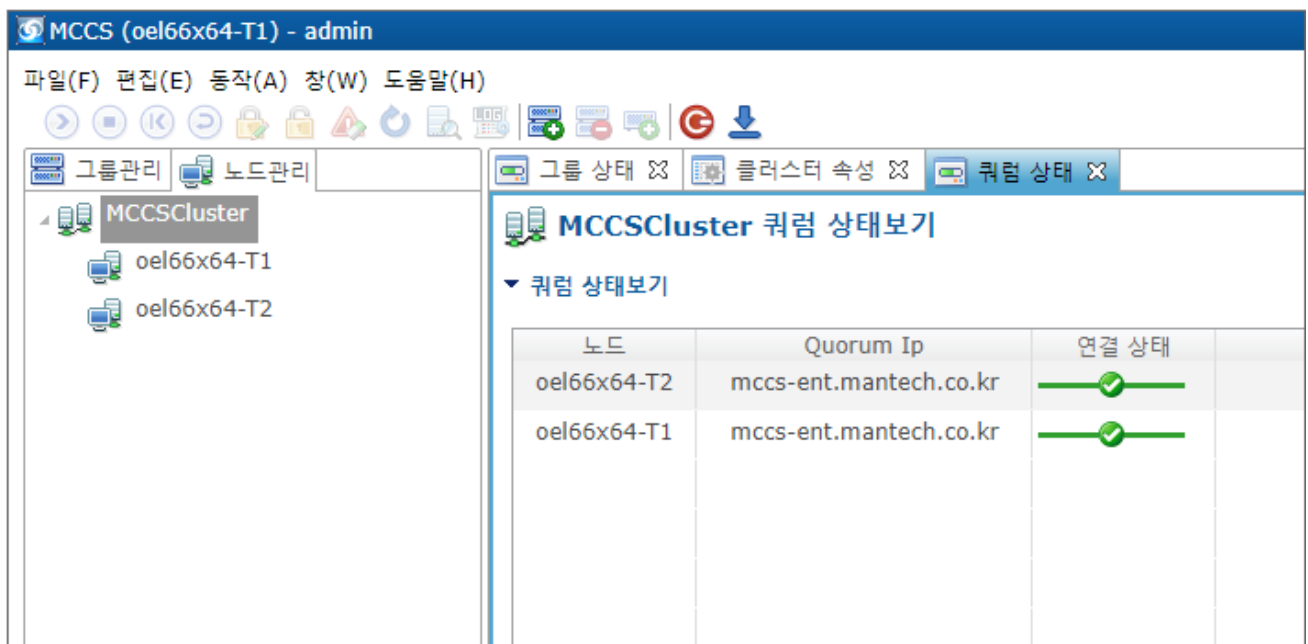 MCCS (oel66x64-T1) - admin
파일(F) 편집(E) 동작(A) 창(W) 도움말(H)
LOG
그룹관리 노드관리
그룹 상태 클러스터 속성 쿼럼 상태
MCCSCluster
oel66x64-T1
oel66x64-T2
MCCSCluster 쿼럼 상태보기
쿼럼 상태보기
노드 Quorum Ip 연결 상태
oel66x64-T2 mccs-ent.mantech.co.kr
oel66x64-T1 mccs-ent.mantech.co.kr